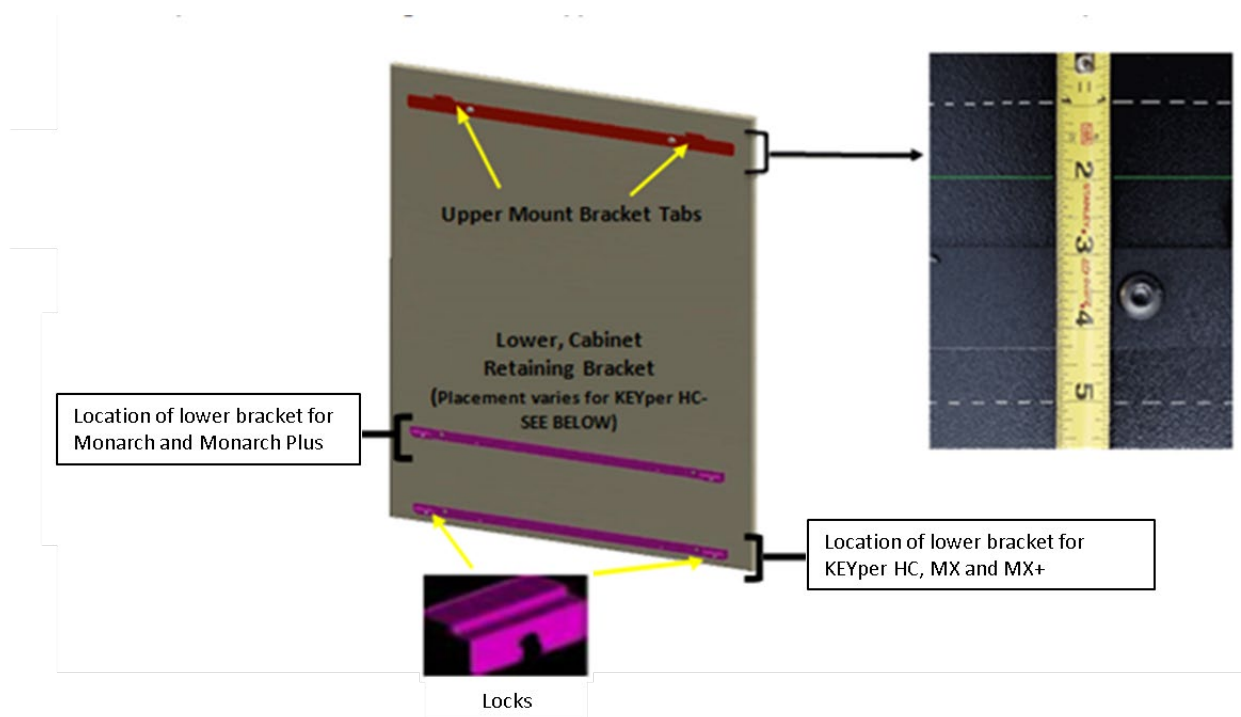 Upper Mount Bracket Tabs
Lower, Cabinet
Retaining Bracket
(Placement varies for KEYper HC-
SEE BELOW)
Location of lower bracket for
Monarch and Monarch Plus
Location of lower bracket for
KEYper HC, MX and MX+
Locks
2
3
4
5
STANLEY